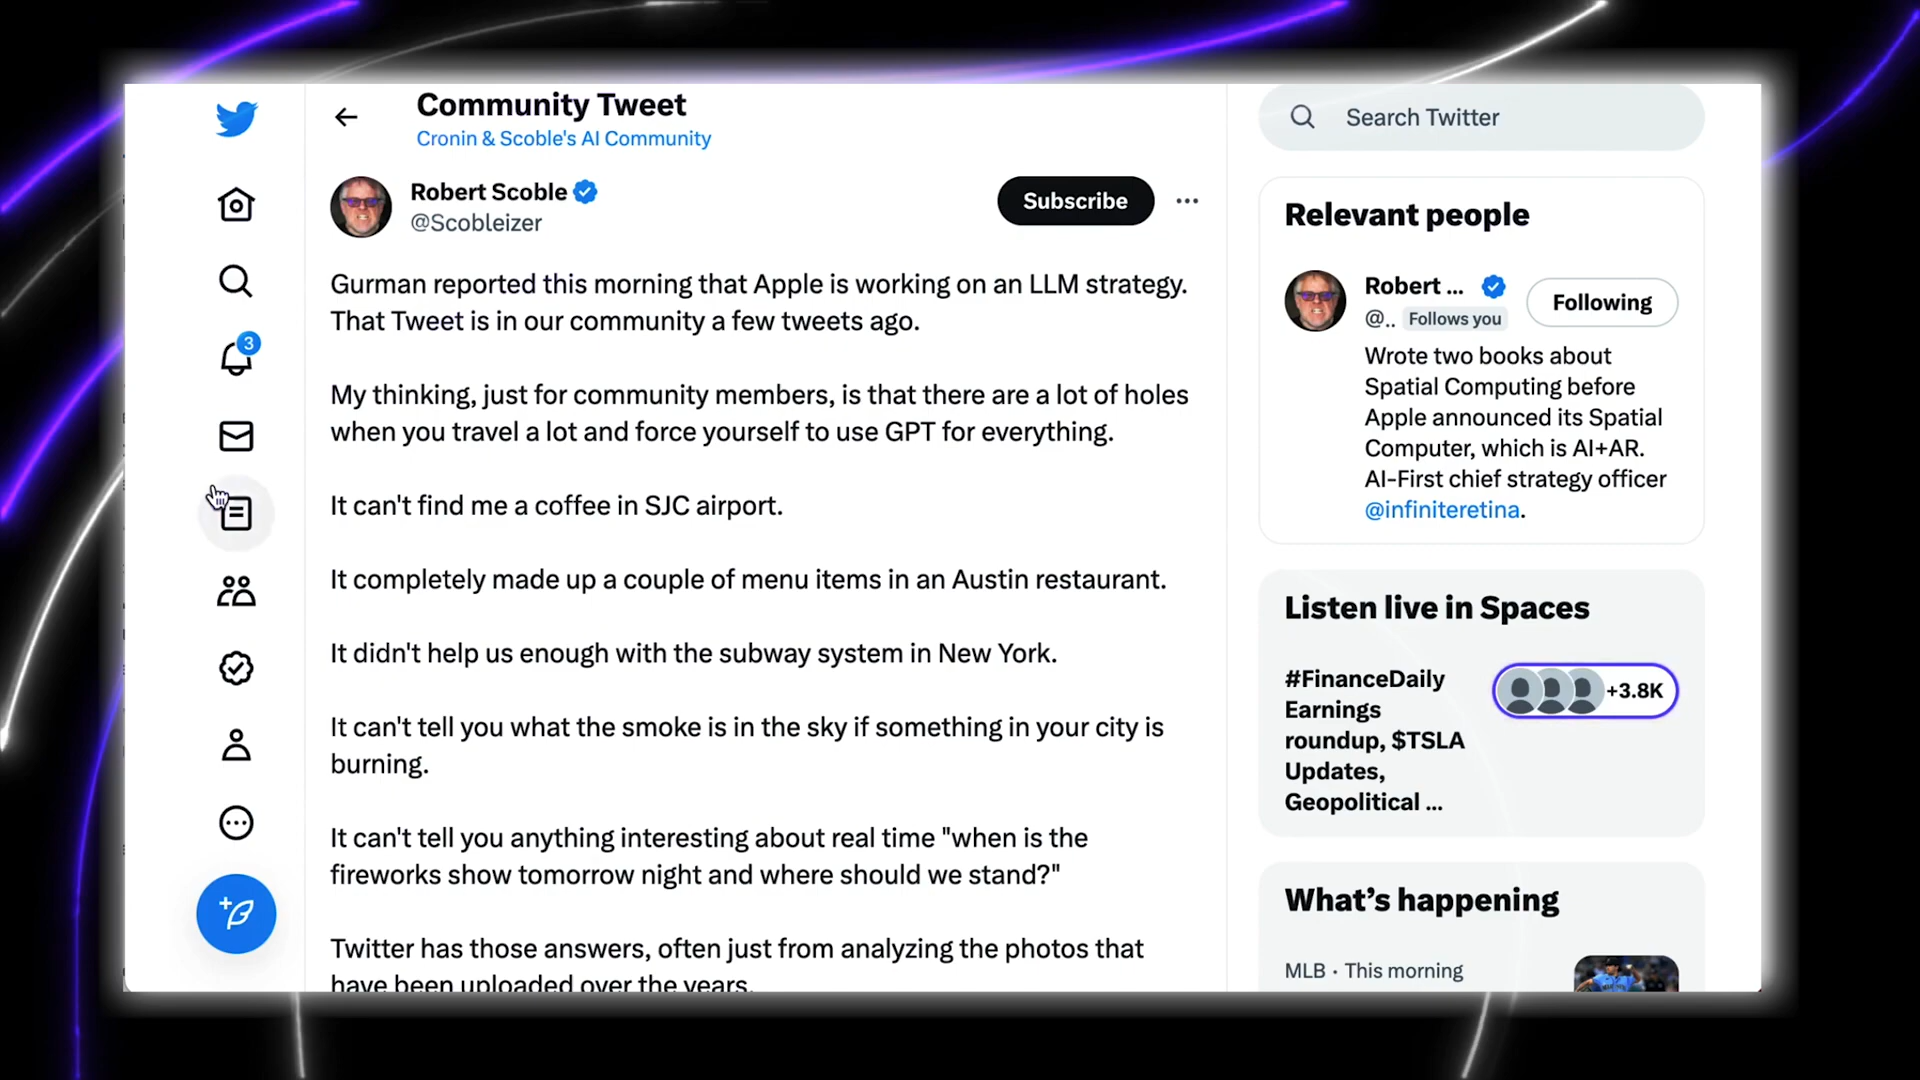 Community Tweet
Cronin & Scoble's AI Community
Robert Scoble
@Scobleizer
Subscribe
Gurman reported this morning that Apple is working on an LLM strategy.
That Tweet is in our community a few tweets ago.
My thinking, just for community members, is that there are a lot of holes
when you travel a lot and force yourself to use GPT for everything.
It can't find me a coffee in SJC airport.
It completely made up a couple of menu items in an Austin restaurant.
It didn't help us enough with the subway system in New York.
It can't tell you what the smoke is in the sky if something in your city is
burning.
It can't tell you anything interesting about real time "when is the
fireworks show tomorrow night and where should we stand?"
Twitter has those answers, often just from analyzing the photos that
have been uploaded over the years.
3
Search Twitter
Relevant people
Robert ...
@..
Follows you
Following
Wrote two books about
Spatial Computing before
Apple announced its Spatial
Computer, which is AI+AR.
AI-First chief strategy officer
@infiniteretina.
Listen live in Spaces
#FinanceDaily
Earnings
roundup, $TSLA
Updates,
Geopolitical ...
+3.8K
What's happening
MLB · This morning